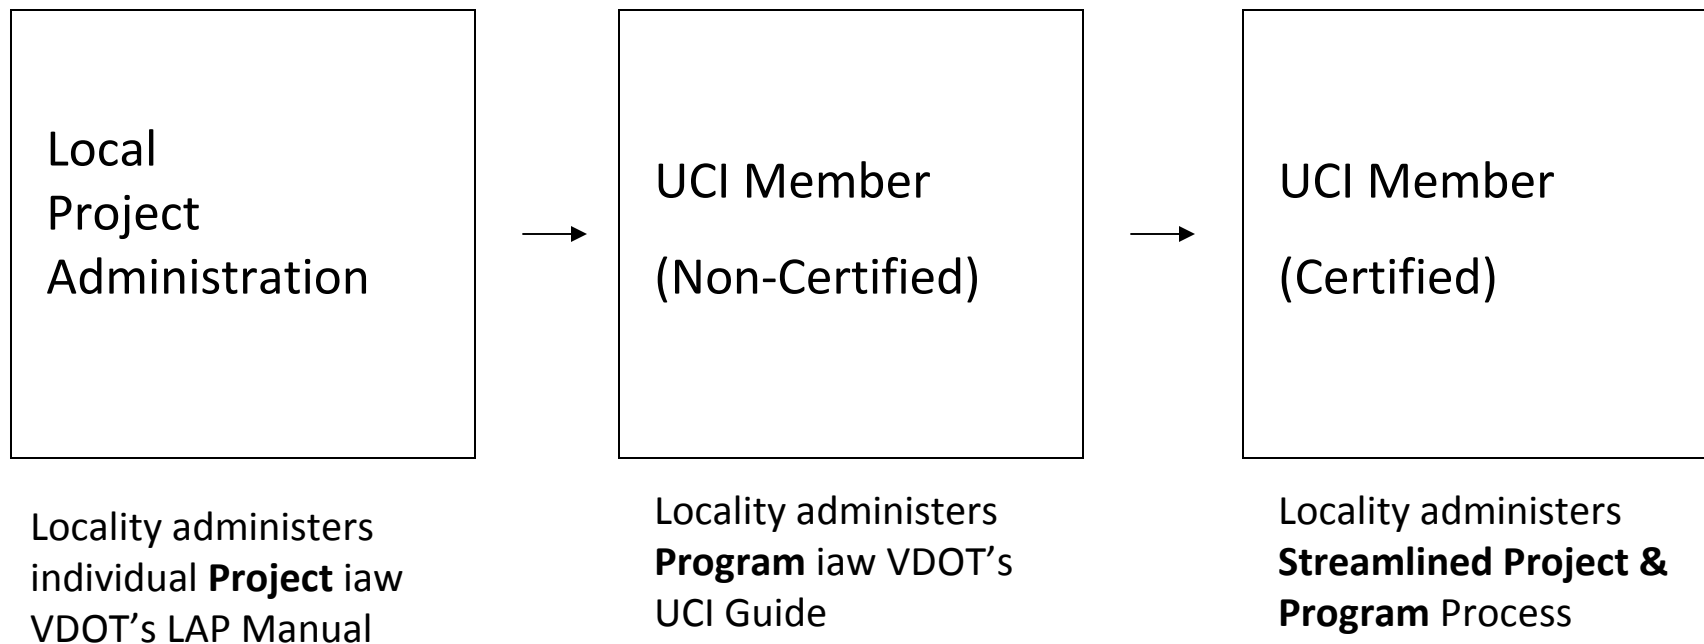 Local
Project
Administration
UCI Member
(Non-Certified)
UCI Member
(Certified)
Locality administers
individual Project iaw
VDOT’s LAP Manual
Locality administers
Program iaw VDOT’s
UCI Guide
Locality administers
Streamlined Project &
Program Process